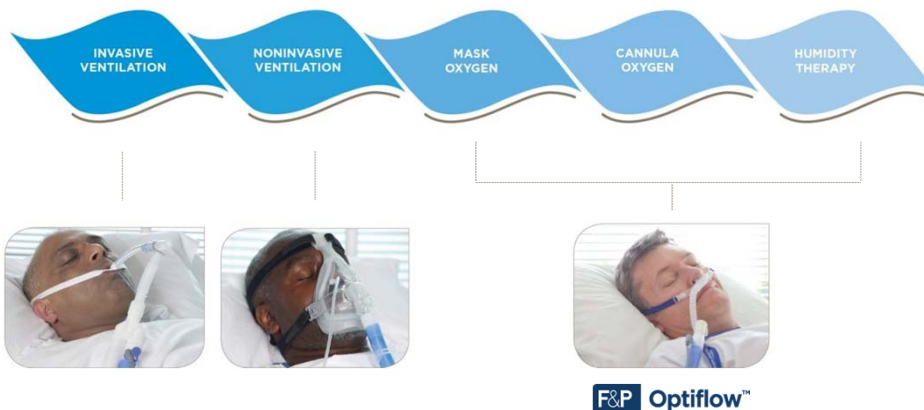 INVASIVE
VENTILATION
NONINVASIVE
VENTILATION
MASK
OXYGEN
CANNULA
OXYGEN
HUMIDITY
THERAPY
F&P Optiflow™